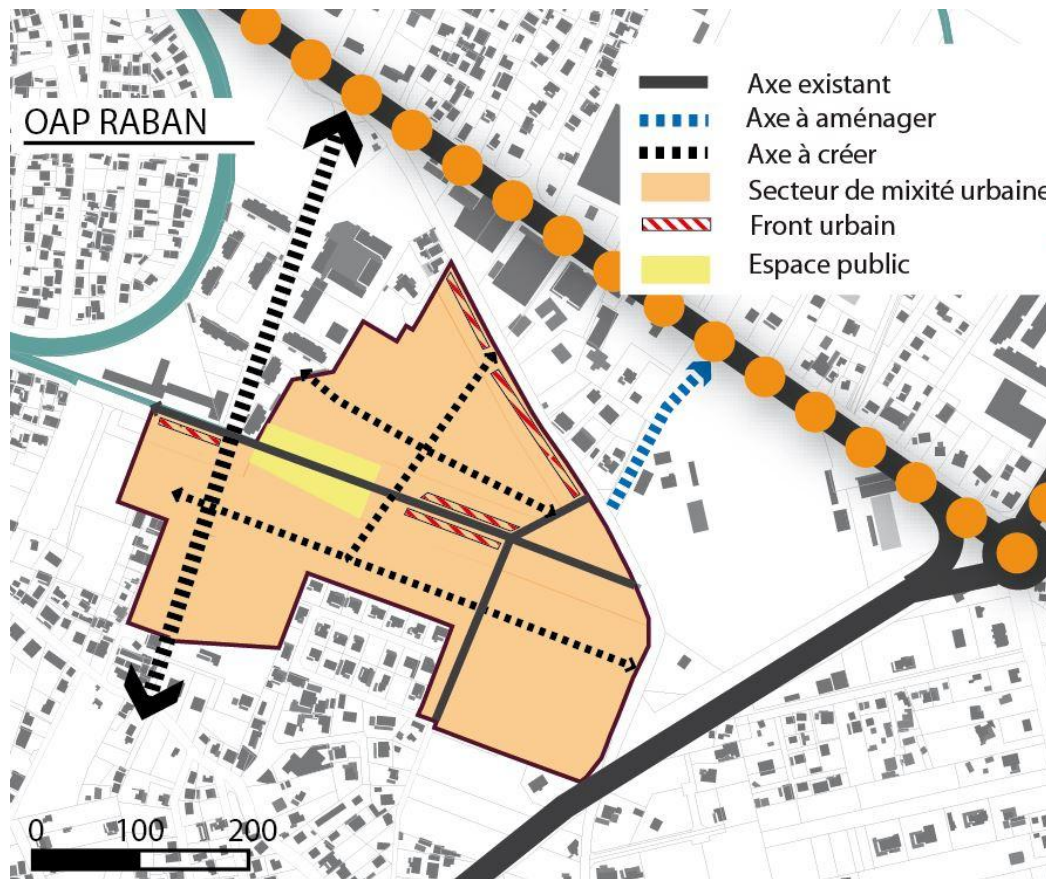 OAP RABAN
Axe existant
Axe à aménager
Axe à créer
Secteur de mixité urbaine
Front urbain
Espace public
0 100 200